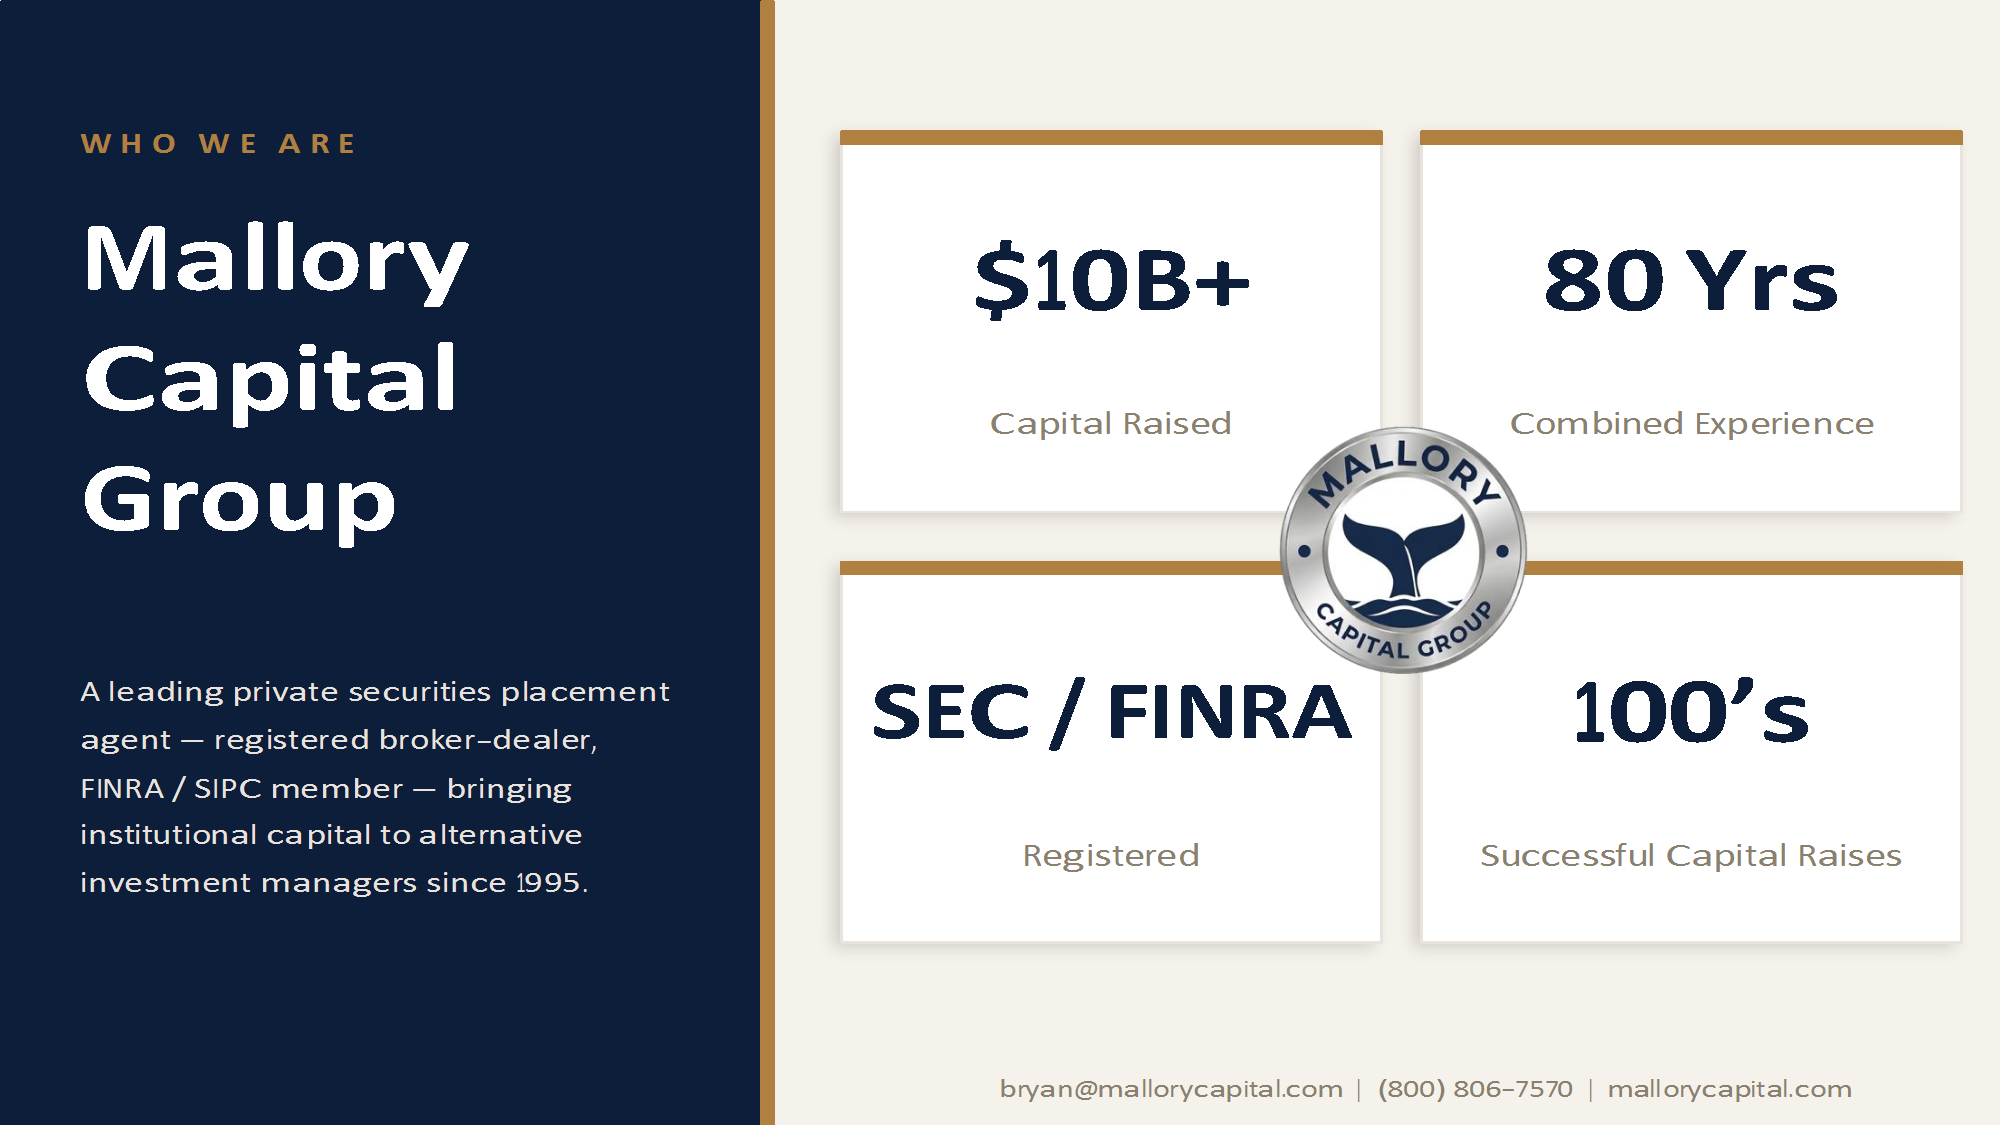 WHO WE ARE
Mallory
Capital
Group
A leading private securities placement
agent — registered broker-dealer,
FINRA / SIPC member — bringing
institutional capital to alternative
investment managers since 1995.
$10B+
Capital Raised
80 Yrs
Combined Experience
MALLORY
CAPITAL GROUP
SEC / FINRA
Registered
100’s
Successful Capital Raises
bryan@mallorycapital.com | (800) 806-7570 | mallorycapital.com